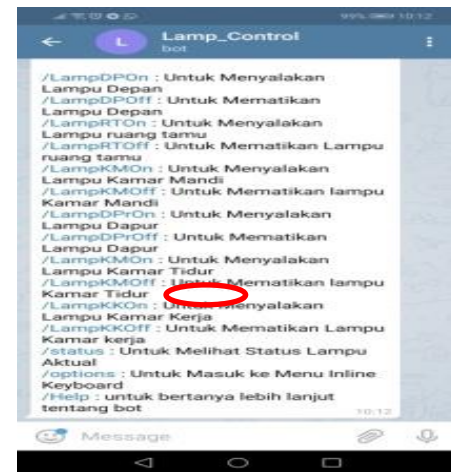 99% 10:12
Lamp_Control
bot
/LampDPOn : Untuk Menyalakan
Lampu Depan
/LampDPOff : Untuk Mematikan
Lampu Depan
/LampRTOn : Untuk Menyalakan
Lampu ruang tamu
/LampRTOff : Untuk Mematikan Lampu
ruang tamu
/LampKMOn : Untuk Menyalakan
Lampu Kamar Mandi
/LampKMOff : Untuk Mematikan lampu
Kamar Mandi
/LampDPrOn : Untuk Menyalakan
Lampu Dapur
/LampDPrOff : Untuk Mematikan
Lampu Dapur
/LampKMOn : Untuk Menyalakan
Lampu Kamar Tidur
/LampKMOff : Untuk Mematikan lampu
Kamar Tidur
/LampKKOn : Untuk Menyalakan
Lampu Kamar Kerja
/LampKKOff : Untuk Mematikan Lampu
Kamar kerja
/status : Untuk Melihat Status Lampu
Aktual
/options : Untuk Masuk ke Menu Inline
Keyboard
/Help : untuk bertanya lebih lanjut
tentang bot
10:12
Message